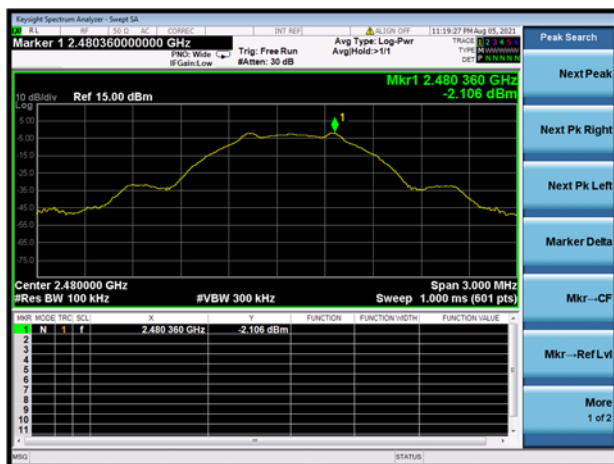 Keysight Spectrum Analyzer - Swept SA
RL RF 50 Ω AC CORREC INT REF ALIGN OFF 11:19:27 PM Aug 05, 2021
Marker 1 2.480360000000 GHz
PNO: Wide
IFGain:Low
Trig: Free Run
#Atten: 30 dB
Avg Type: Log-Pwr
Avg|Hold:>1/1
TRACE 1 2 3 4 5 6
TYPE MWWWWW
DET P N N N N N
Peak Search
Mkr1 2.480 360 GHz
-2.106 dBm
10 dB/div Ref 15.00 dBm
Log
5.00
-5.00
-15.0
-25.0
-35.0
-45.0
-55.0
-65.0
-75.0
1
Center 2.480000 GHz Span 3.000 MHz
#Res BW 100 kHz #VBW 300 kHz Sweep 1.000 ms (601 pts)
MKR MODE TRC SCL X Y FUNCTION FUNCTION WIDTH FUNCTION VALUE
1 N 1 f 2.480 360 GHz -2.106 dBm
2
3
4
5
6
7
8
9
10
11
Next Peak
Next Pk Right
Next Pk Left
Marker Delta
Mkr→CF
Mkr→Ref Lvl
More
1 of 2
MSG STATUS